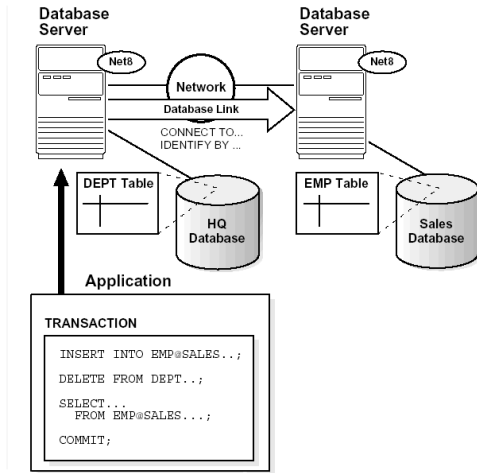 Database
Server
Database
Server
Net8
Net8
Network
Database Link
CONNECT TO...
IDENTIFY BY ...
DEPT Table
EMP Table
HQ
Database
Sales
Database
Application
TRANSACTION
INSERT INTO EMP@SALES..;
DELETE FROM DEPT..;
SELECT...
FROM EMP@SALES...;
COMMIT;